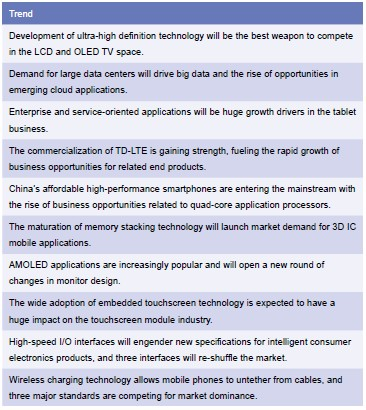 Trend
Development of ultra-high definition technology will be the best weapon to compete
in the LCD and OLED TV space.
Demand for large data centers will drive big data and the rise of opportunities in
emerging cloud applications.
Enterprise and service-oriented applications will be huge growth drivers in the tablet
business.
The commercialization of TD-LTE is gaining strength, fueling the rapid growth of
business opportunities for related end products.
China's affordable high-performance smartphones are entering the mainstream with
the rise of business opportunities related to quad-core application processors.
The maturation of memory stacking technology will launch market demand for 3D IC
mobile applications.
AMOLED applications are increasingly popular and will open a new round of
changes in monitor design.
The wide adoption of embedded touchscreen technology is expected to have a
huge impact on the touchscreen module industry.
High-speed I/O interfaces will engender new specifications for intelligent consumer
electronics products, and three interfaces will re-shuffle the market.
Wireless charging technology allows mobile phones to untether from cables, and
three major standards are competing for market dominance.